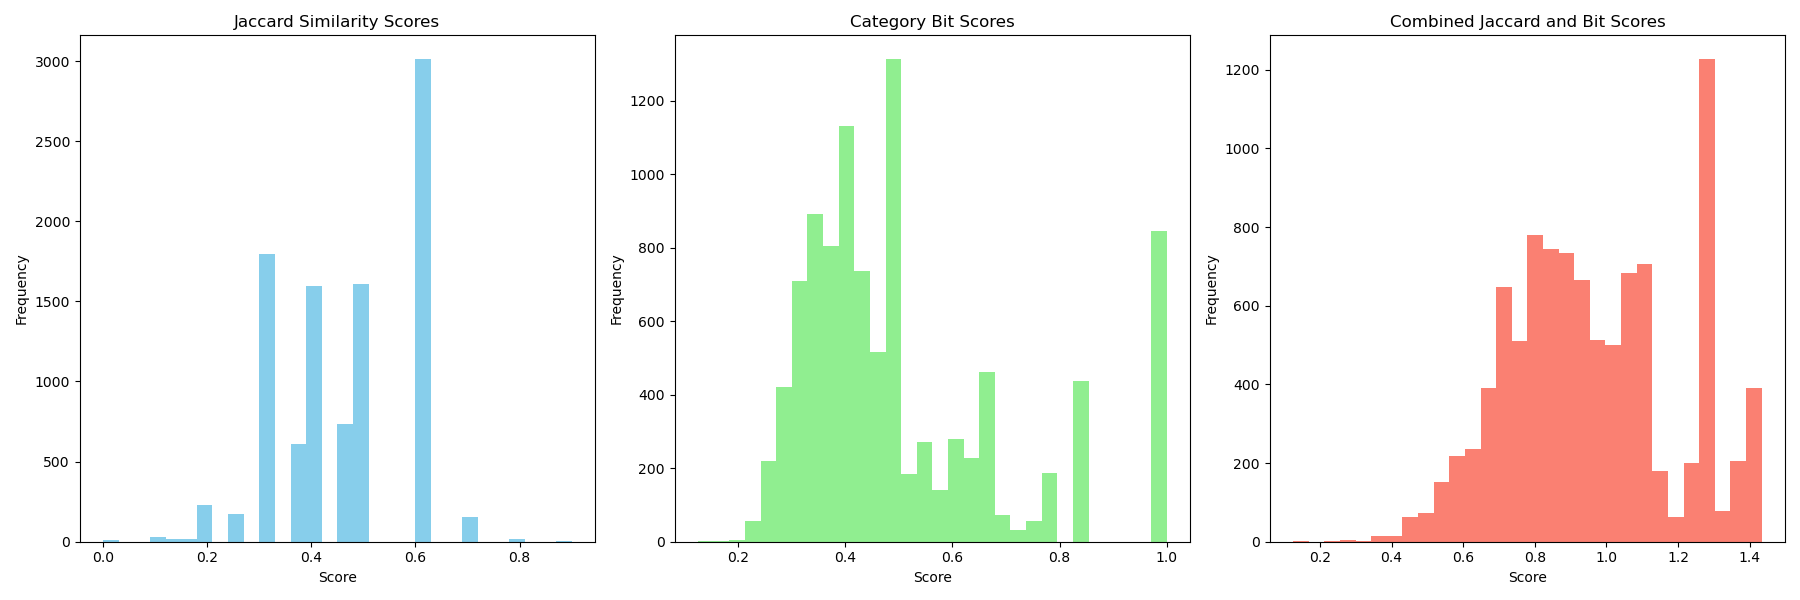 Jaccard Similarity Scores
3000
2500
2000
1500
1000
500
0
Frequency
0.0 0.2 0.4 0.6 0.8
Score
Category Bit Scores
1200
1000
800
600
400
200
0
Frequency
0.2 0.4 0.6 0.8 1.0
Score
Combined Jaccard and Bit Scores
1200
1000
800
600
400
200
0
Frequency
0.2 0.4 0.6 0.8 1.0 1.2 1.4
Score